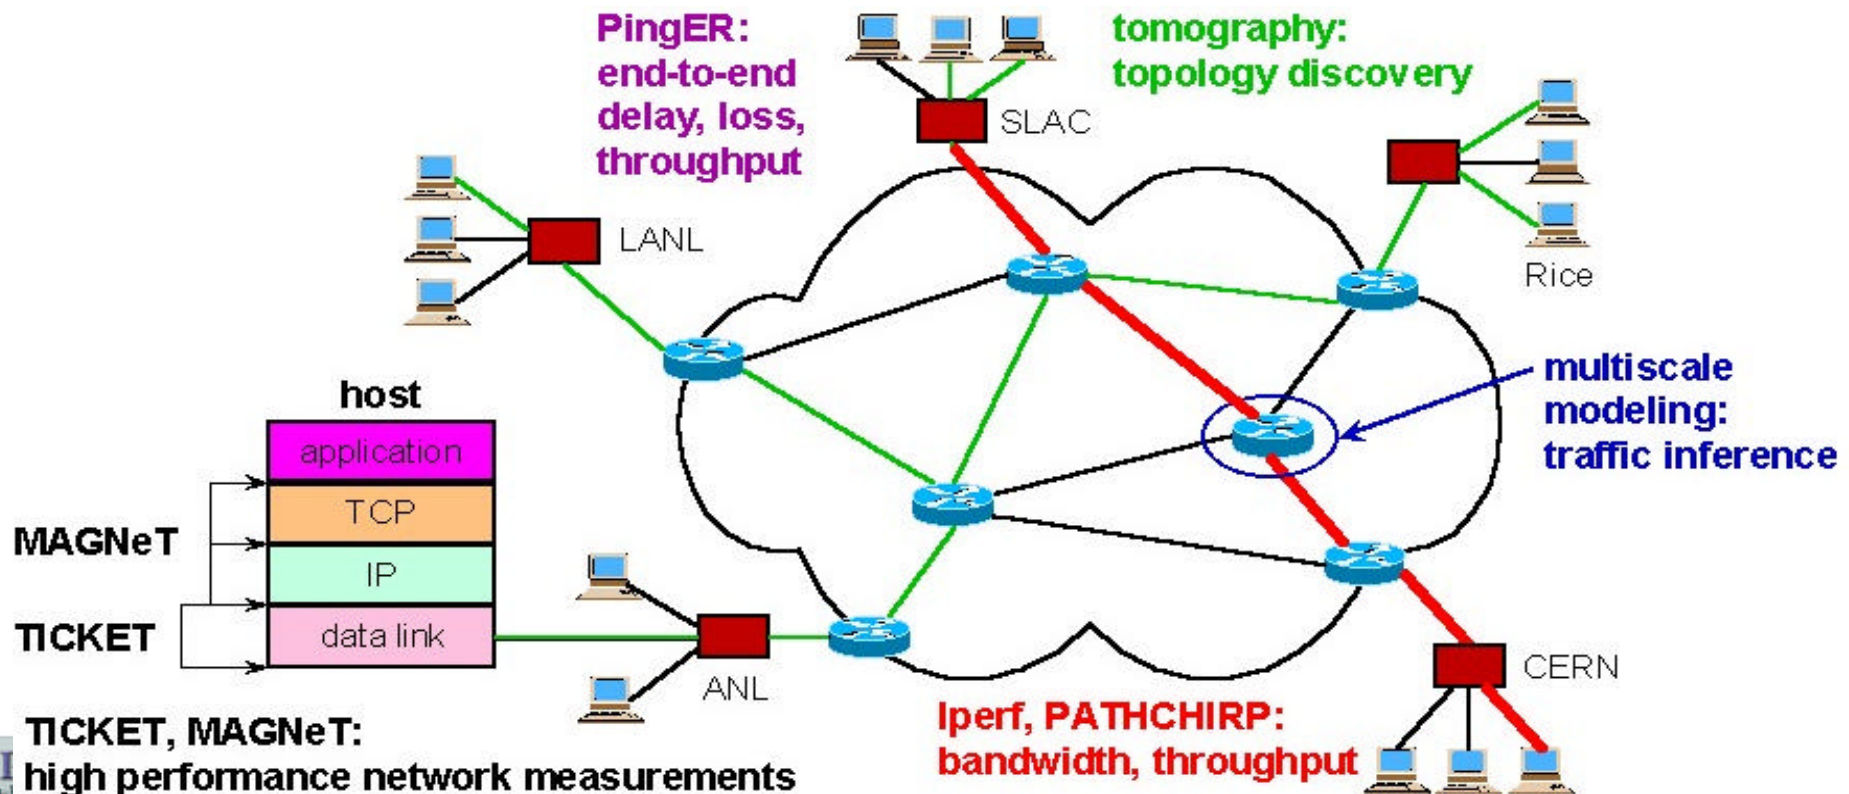 PingER:
end-to-end
delay, loss,
throughput
tomography:
topology discovery
SLAC
LANL
Rice
multiscale
modeling:
traffic inference
host
application
TCP
IP
data link
MAGNeT
TICKET
ANL
CERN
Iperf, PATHCHIRP:
bandwidth, throughput
TICKET, MAGNeT:
high performance network measurements